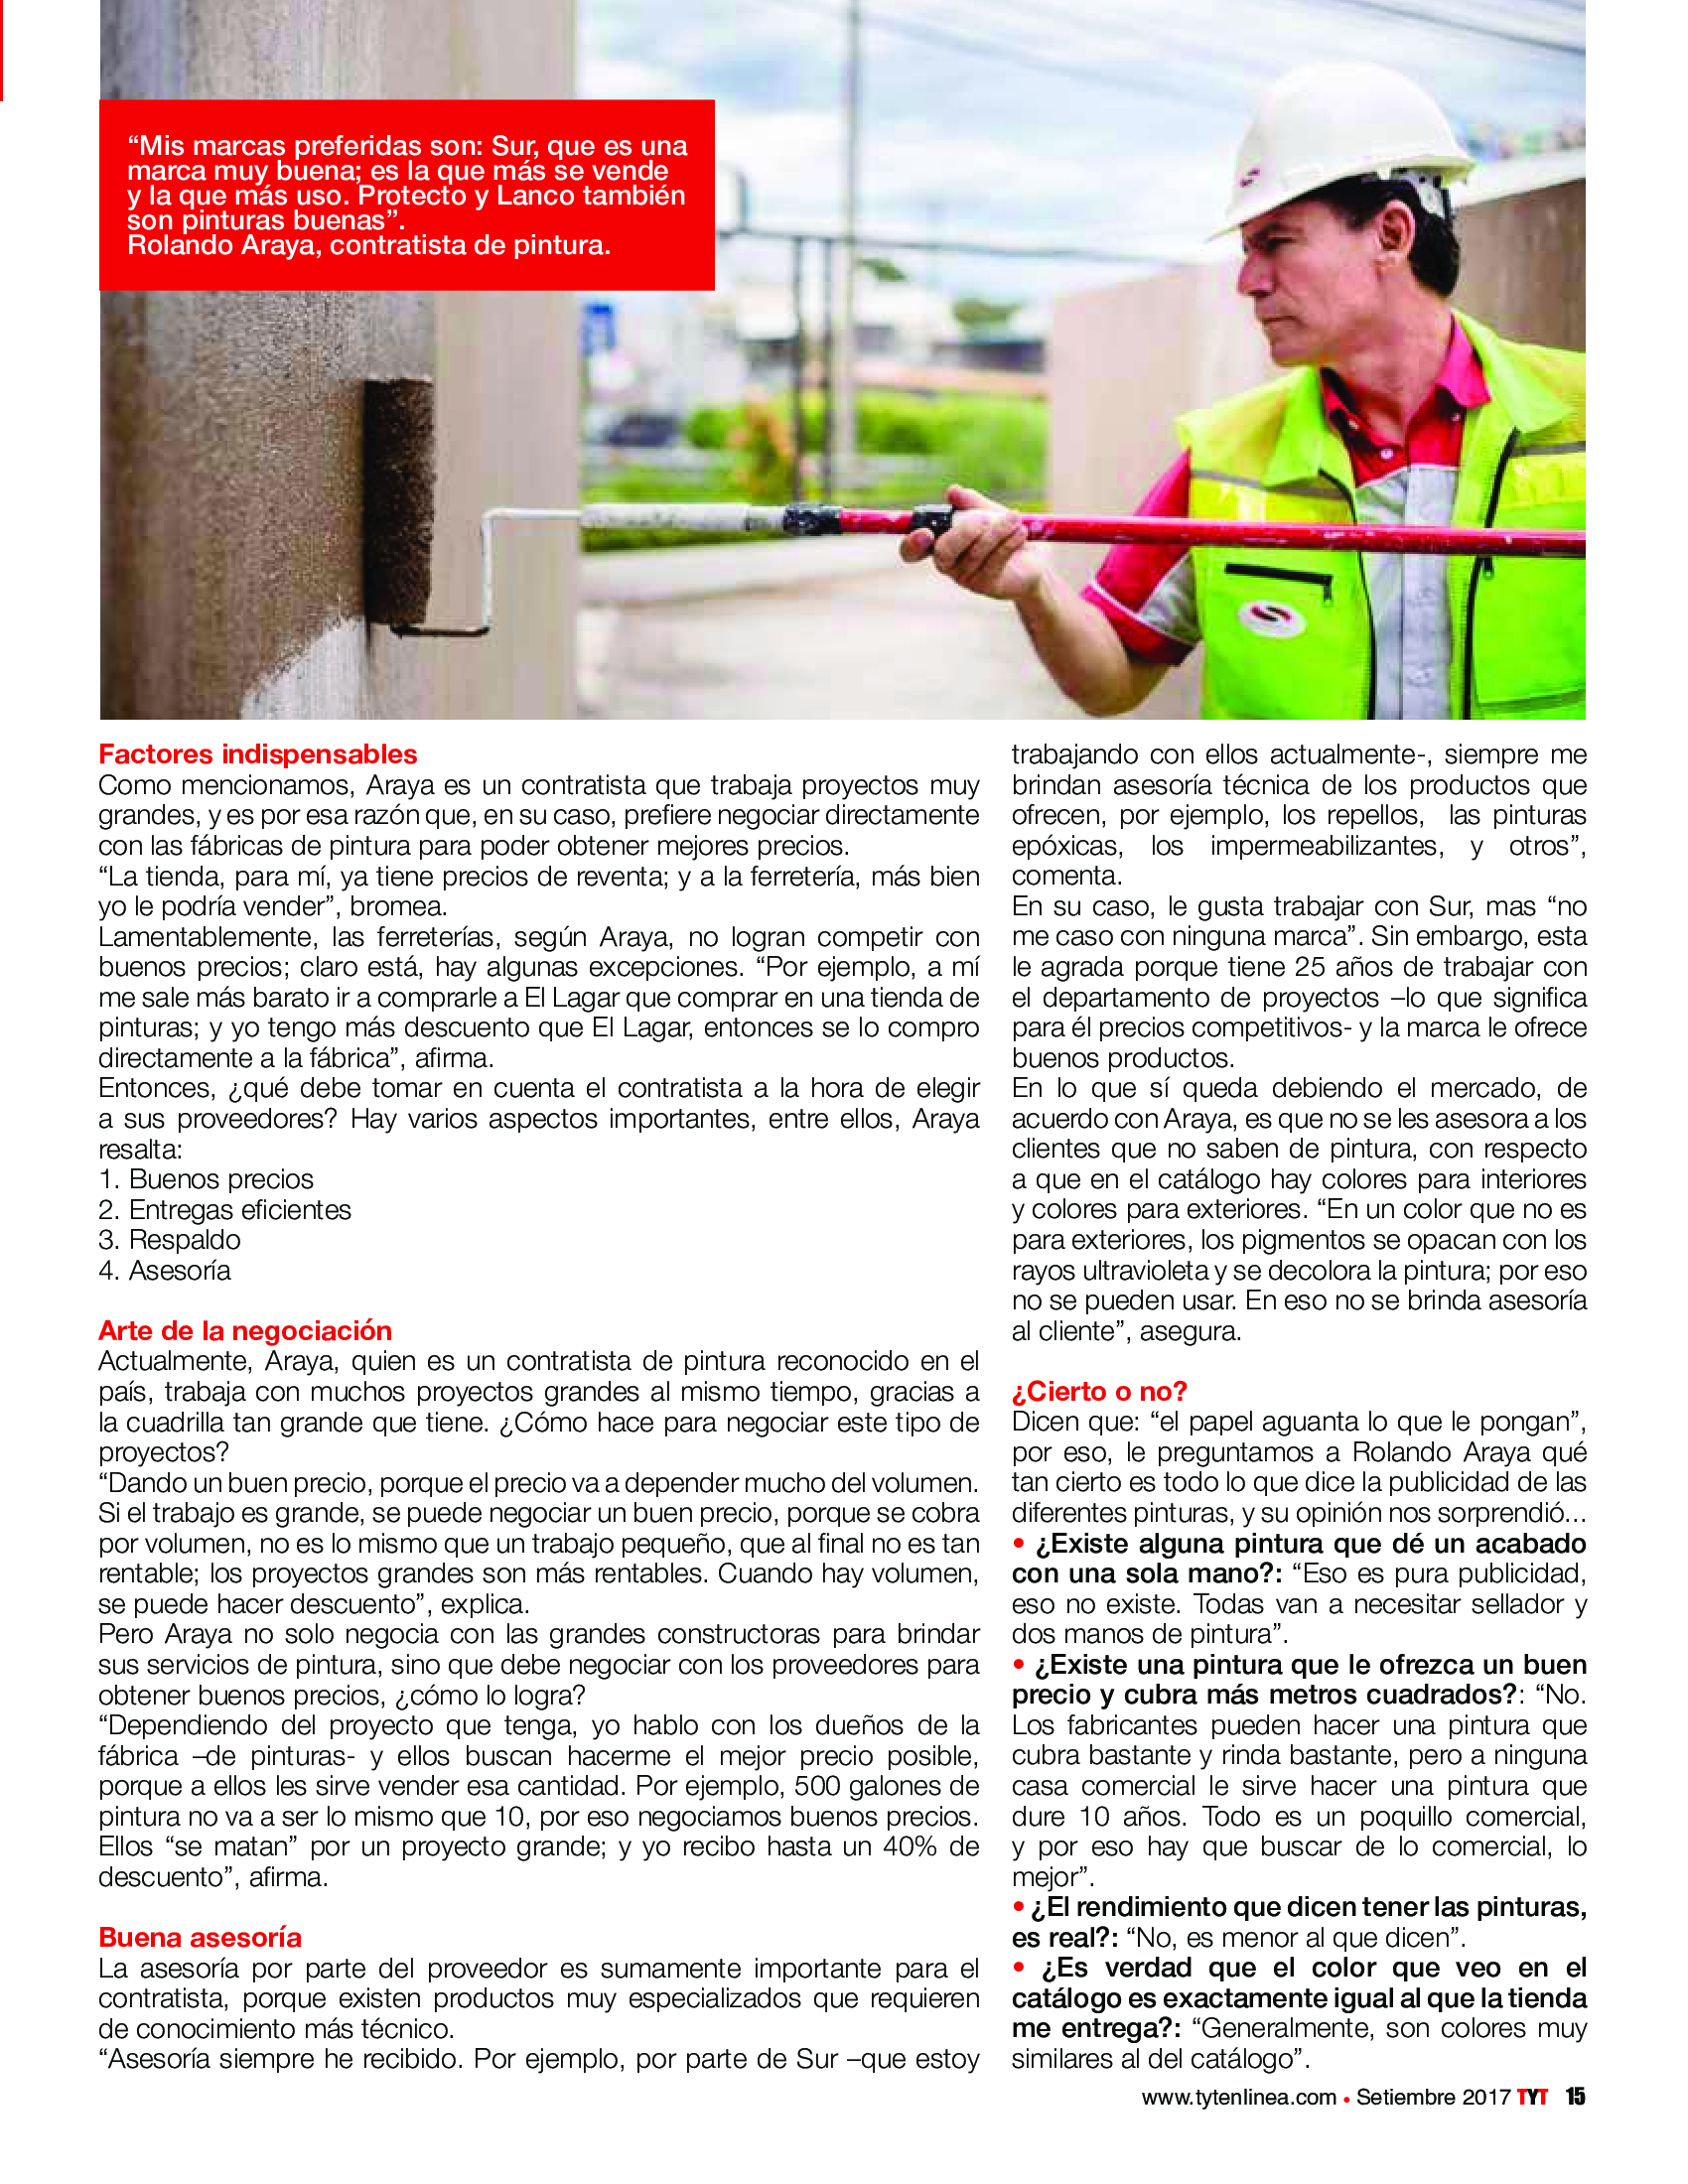 “Mis marcas preferidas son: Sur, que es una
marca muy buena; es la que más se vende
y la que más uso. Protecto y Lanco también
son pinturas buenas”.
Rolando Araya, contratista de pintura.
Factores indispensables
Como mencionamos, Araya es un contratista que trabaja proyectos muy
grandes, y es por esa razón que, en su caso, prefiere negociar directamente
con las fábricas de pintura para poder obtener mejores precios.
“La tienda, para mí, ya tiene precios de reventa; y a la ferretería, más bien
yo le podría vender”, bromea.
Lamentablemente, las ferreterías, según Araya, no logran competir con
buenos precios; claro está, hay algunas excepciones. “Por ejemplo, a mí
me sale más barato ir a comprarle a El Lagar que comprar en una tienda de
pinturas; y yo tengo más descuento que El Lagar, entonces se lo compro
directamente a la fábrica”, afirma.
Entonces, ¿qué debe tomar en cuenta el contratista a la hora de elegir
a sus proveedores? Hay varios aspectos importantes, entre ellos, Araya
resalta:
1. Buenos precios
2. Entregas eficientes
3. Respaldo
4. Asesoría
Arte de la negociación
Actualmente, Araya, quien es un contratista de pintura reconocido en el
país, trabaja con muchos proyectos grandes al mismo tiempo, gracias a
la cuadrilla tan grande que tiene. ¿Cómo hace para negociar este tipo de
proyectos?
“Dando un buen precio, porque el precio va a depender mucho del volumen.
Si el trabajo es grande, se puede negociar un buen precio, porque se cobra
por volumen, no es lo mismo que un trabajo pequeño, que al final no es tan
rentable; los proyectos grandes son más rentables. Cuando hay volumen,
se puede hacer descuento”, explica.
Pero Araya no solo negocia con las grandes constructoras para brindar
sus servicios de pintura, sino que debe negociar con los proveedores para
obtener buenos precios, ¿cómo lo logra?
“Dependiendo del proyecto que tenga, yo hablo con los dueños de la
fábrica –de pinturas- y ellos buscan hacerme el mejor precio posible,
porque a ellos les sirve vender esa cantidad. Por ejemplo, 500 galones de
pintura no va a ser lo mismo que 10, por eso negociamos buenos precios.
Ellos “se matan” por un proyecto grande; y yo recibo hasta un 40% de
descuento”, afirma.
Buena asesoría
La asesoría por parte del proveedor es sumamente importante para el
contratista, porque existen productos muy especializados que requieren
de conocimiento más técnico.
“Asesoría siempre he recibido. Por ejemplo, por parte de Sur –que estoy
trabajando con ellos actualmente-, siempre me
brindan asesoría técnica de los productos que
ofrecen, por ejemplo, los repellos, las pinturas
epóxicas, los impermeabilizantes, y otros”,
comenta.
En su caso, le gusta trabajar con Sur, mas “no
me caso con ninguna marca”. Sin embargo, esta
le agrada porque tiene 25 años de trabajar con
el departamento de proyectos –lo que significa
para él precios competitivos- y la marca le ofrece
buenos productos.
En lo que sí queda debiendo el mercado, de
acuerdo con Araya, es que no se les asesora a los
clientes que no saben de pintura, con respecto
a que en el catálogo hay colores para interiores
y colores para exteriores. “En un color que no es
para exteriores, los pigmentos se opacan con los
rayos ultravioleta y se decolora la pintura; por eso
no se pueden usar. En eso no se brinda asesoría
al cliente”, asegura.
¿Cierto o no?
Dicen que: “el papel aguanta lo que le pongan”,
por eso, le preguntamos a Rolando Araya qué
tan cierto es todo lo que dice la publicidad de las
diferentes pinturas, y su opinión nos sorprendió...
• ¿Existe alguna pintura que dé un acabado
con una sola mano?: “Eso es pura publicidad,
eso no existe. Todas van a necesitar sellador y
dos manos de pintura”.
• ¿Existe una pintura que le ofrezca un buen
precio y cubra más metros cuadrados?: “No.
Los fabricantes pueden hacer una pintura que
cubra bastante y rinda bastante, pero a ninguna
casa comercial le sirve hacer una pintura que
dure 10 años. Todo es un poquillo comercial,
y por eso hay que buscar de lo comercial, lo
mejor”.
• ¿El rendimiento que dicen tener las pinturas,
es real?: “No, es menor al que dicen”.
• ¿Es verdad que el color que veo en el
catálogo es exactamente igual al que la tienda
me entrega?: “Generalmente, son colores muy
similares al del catálogo”.
www.tytenlinea.com • Setiembre 2017 TYT 15